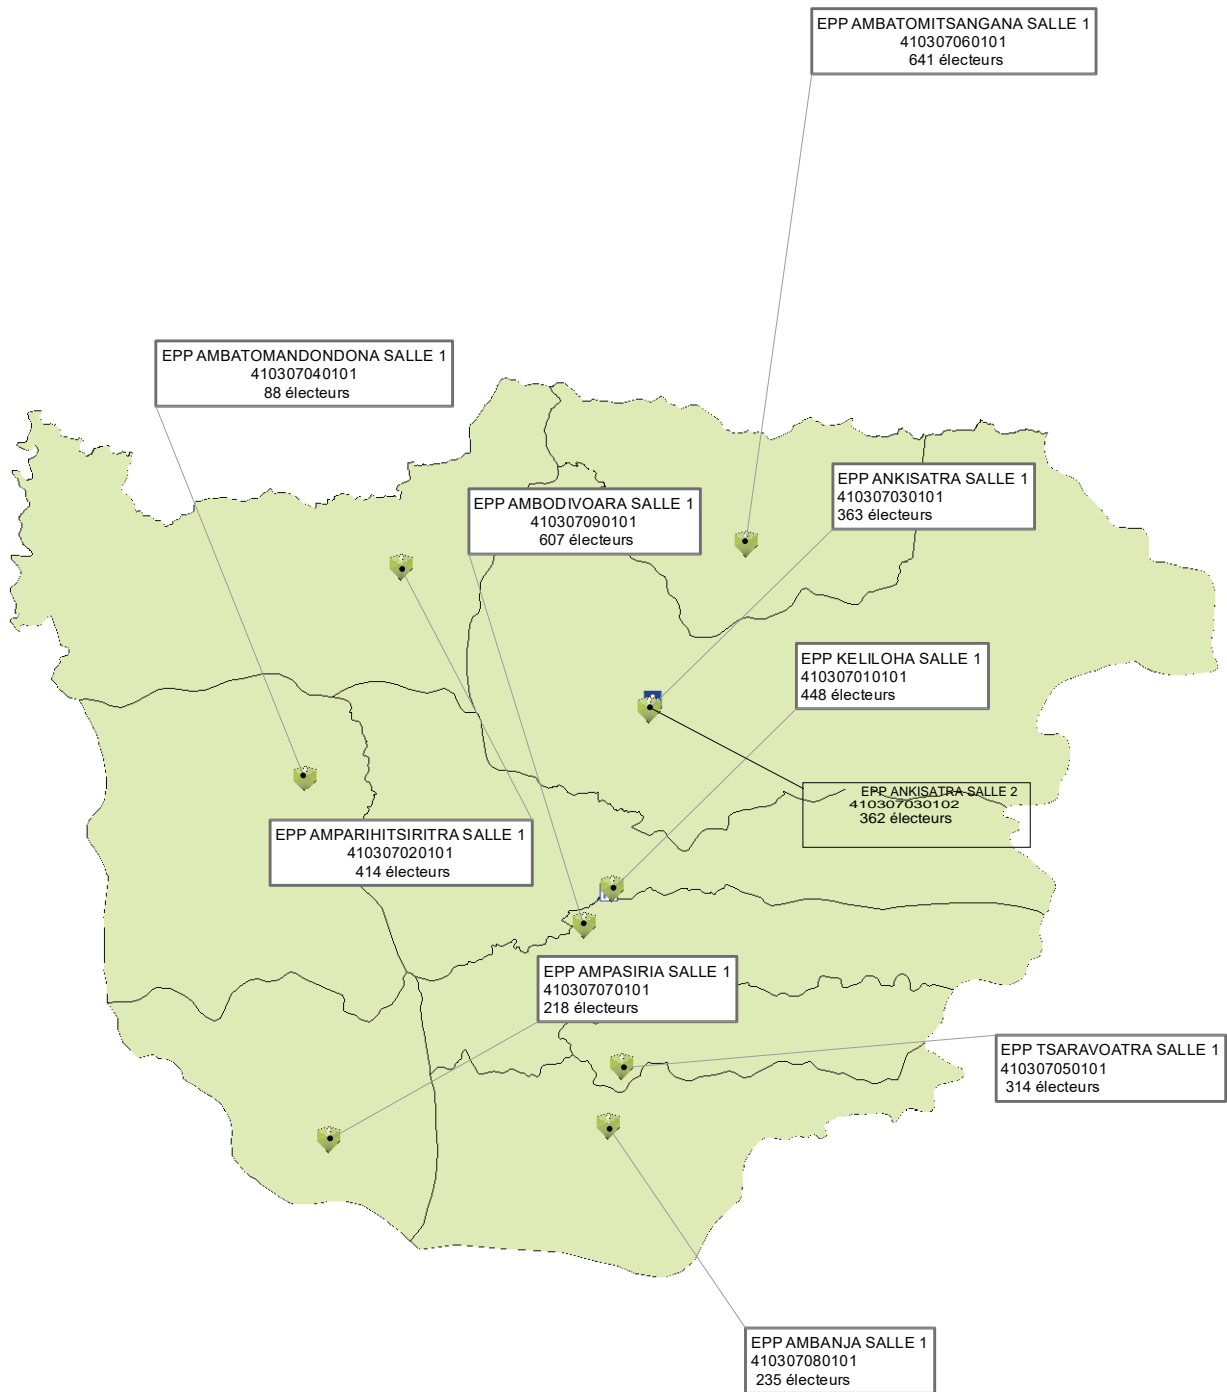 EPP AMBATOMITSANGANA SALLE 1
410307060101
641 électeurs
EPP AMBATOMANDONDONA SALLE 1
410307040101
88 électeurs
EPP ANKISATRA SALLE 1
410307030101
363 électeurs
EPP AMBODIVOARA SALLE 1
410307090101
607 électeurs
EPP KELILOHA SALLE 1
410307010101
448 électeurs
EPP ANKISATRA SALLE 2
410307030102
362 électeurs
EPP AMPARIHITSIRITRA SALLE 1
410307020101
414 électeurs
EPP AMPASIRIA SALLE 1
410307070101
218 électeurs
EPP TSARAVOATRA SALLE 1
410307050101
314 électeurs
EPP AMBANJA SALLE 1
410307080101
235 électeurs